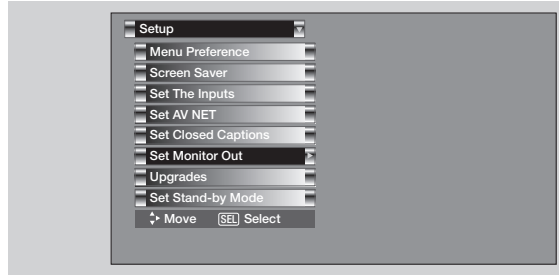 Setup
Menu Preference
Screen Saver
Set The Inputs
Set AV NET
Set Closed Captions
Set Monitor Out
Upgrades
Set Stand-by Mode
Move SEL Select